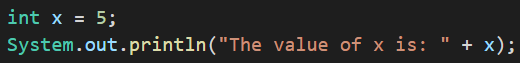 int x = 5;
System.out.println("The value of x is: " + x);